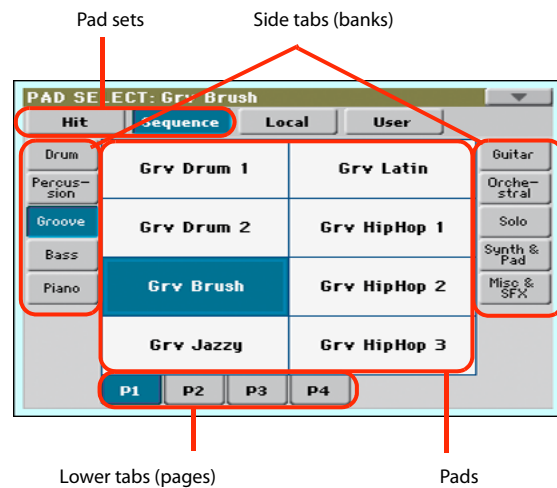 Pad sets
Side tabs (banks)
PAD SELECT: Grv Brush
Hit
Sequence
Local
User
Drum
Percus-
sion
Groove
Bass
Piano
Grv Drum 1
Grv Latin
Grv Drum 2
Grv HipHop 1
Grv Brush
Grv HipHop 2
Grv Jazzy
Grv HipHop 3
Guitar
Orche-
stral
Solo
Synth &
Pad
Misc &
SFX
P1
P2
P3
P4
Lower tabs (pages)
Pads